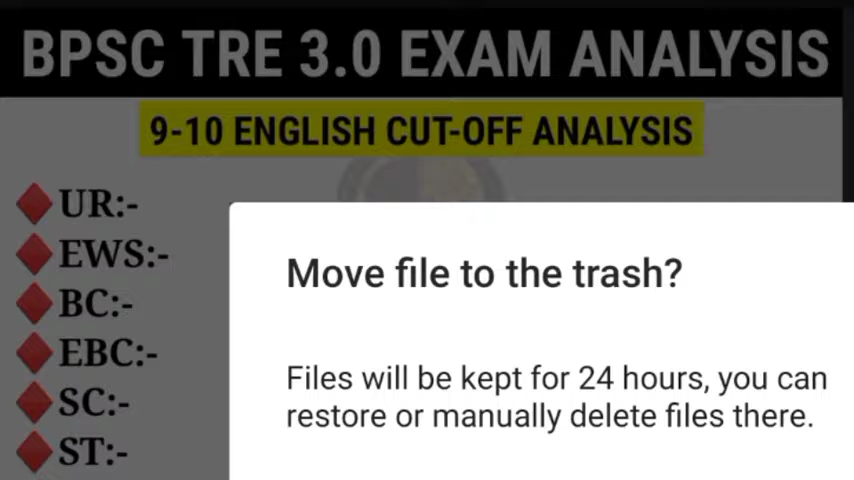 BPSC TRE 3.0 EXAM ANALYSIS
9-10 ENGLISH CUT-OFF ANALYSIS
UR:-
EWS:-
BC:-
EBC:-
SC:-
ST:-
Move file to the trash?
Files will be kept for 24 hours, you can
restore or manually delete files there.